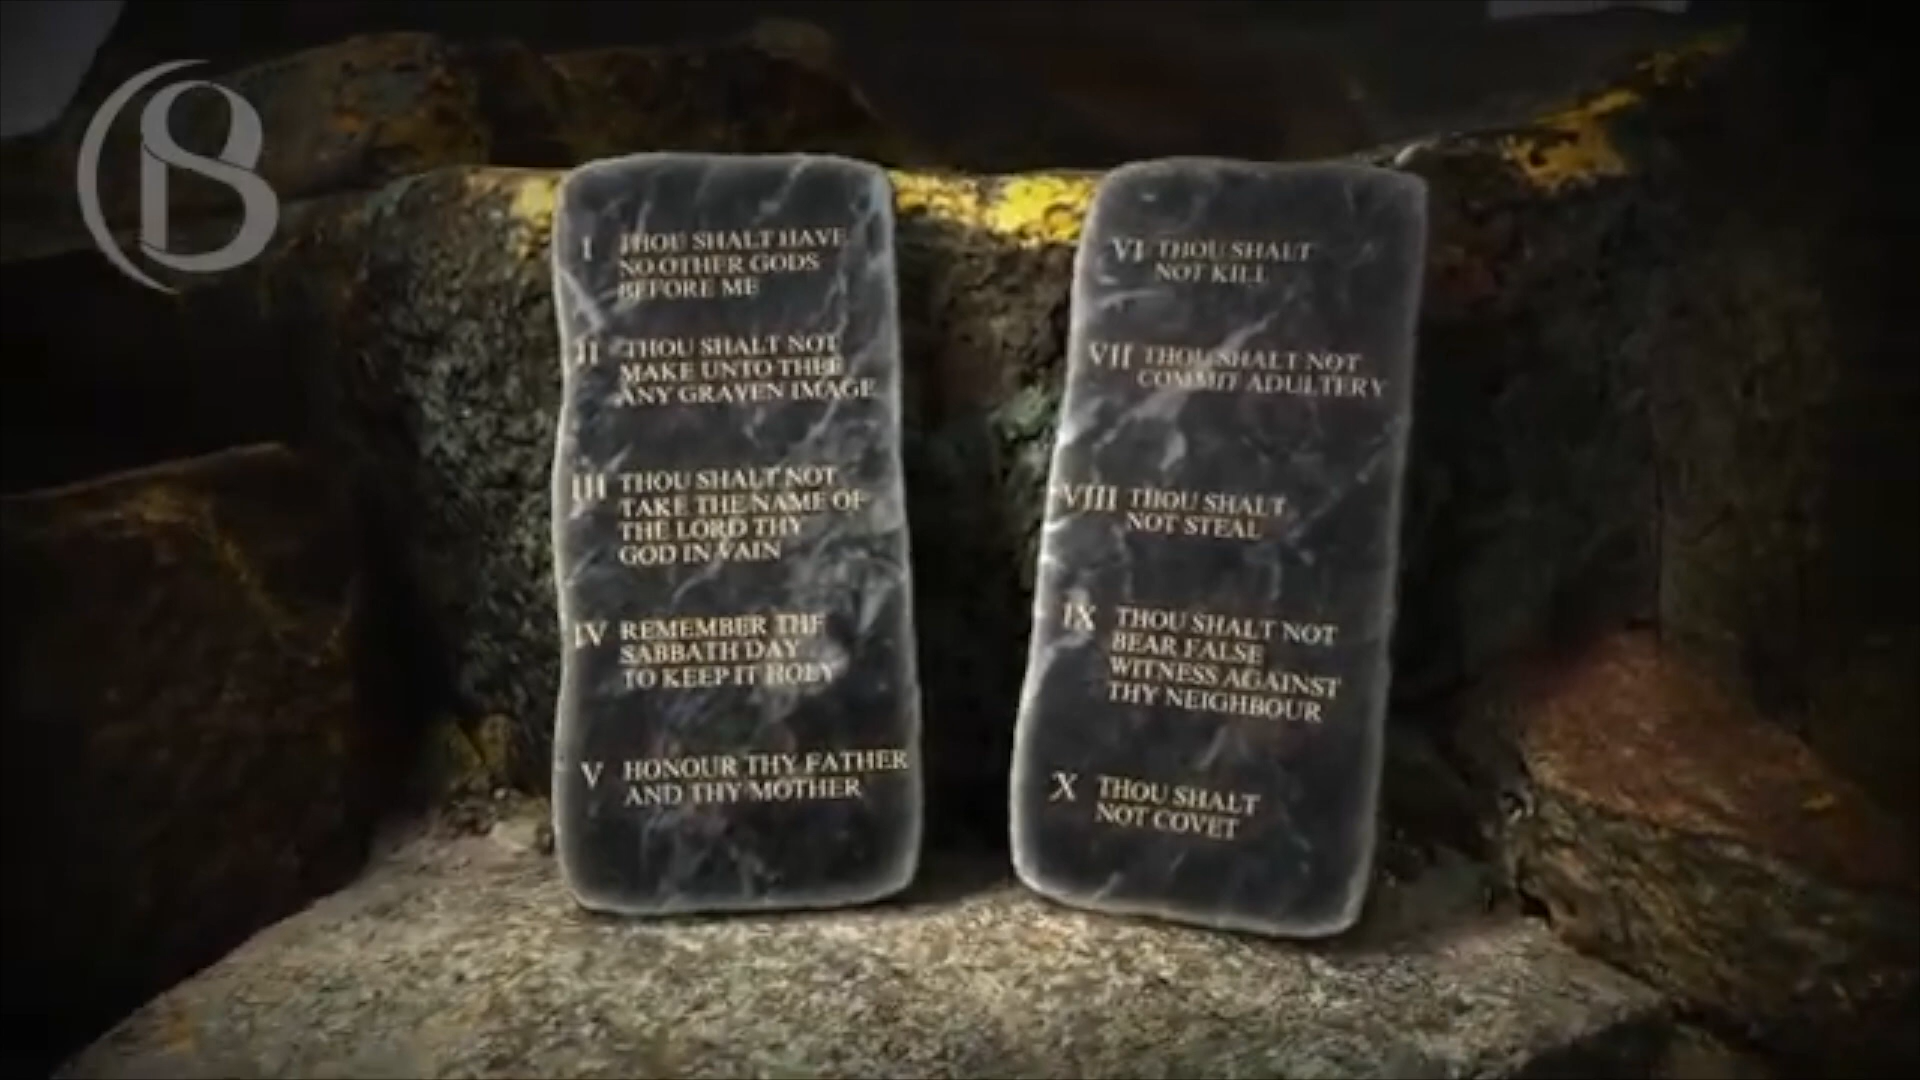 I THOU SHALT HAVE
NO OTHER GODS
BEFORE ME
II THOU SHALT NOT
MAKE UNTO THEE
ANY GRAVEN IMAGE
III THOU SHALT NOT
TAKE THE NAME OF
THE LORD THY
GOD IN VAIN
IV REMEMBER THE
SABBATH DAY
TO KEEP IT HOLY
V HONOUR THY FATHER
AND THY MOTHER
VI THOU SHALT
NOT KILL
VII THOU SHALT NOT
COMMIT ADULTERY
VIII THOU SHALT
NOT STEAL
IX THOU SHALT NOT
BEAR FALSE
WITNESS AGAINST
THY NEIGHBOUR
X THOU SHALT
NOT COVET